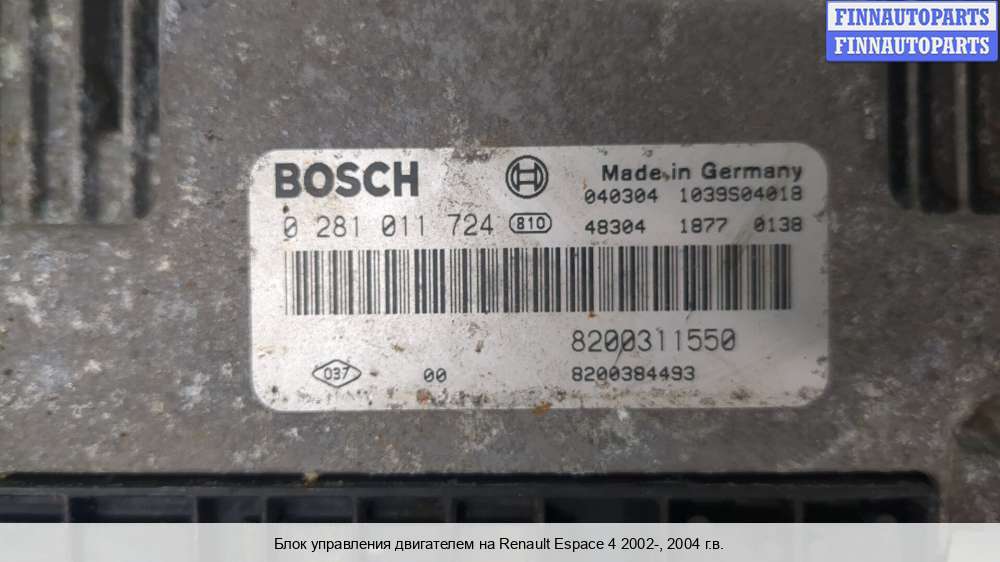 FINNAUTOPARTS
FINNAUTOPARTS
BOSCH Made in Germany
040304 1039S04018
0 281 011 724 810 48304 1877 0138
8200311550
037 00 8200384493
Блок управления двигателем на Renault Espace 4 2002-, 2004 г.в.